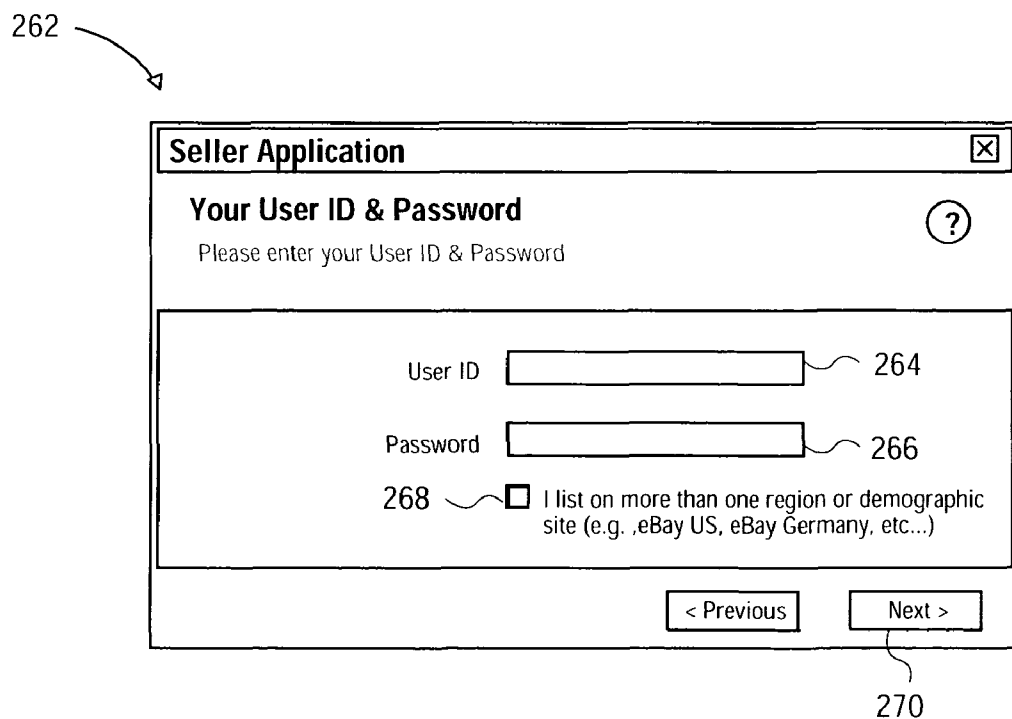 262
Seller Application
Your User ID & Password
?
Please enter your User ID & Password
User ID
264
Password
266
268
I list on more than one region or demographic
site (e.g. ,eBay US, eBay Germany, etc...)
< Previous
Next >
270